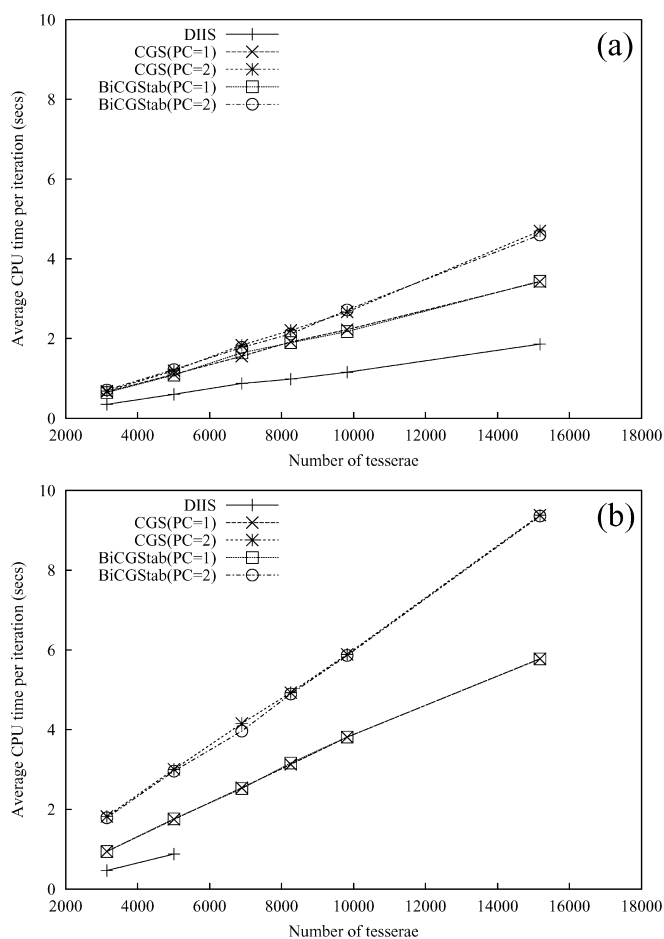 10
8
6
4
2
0
Average CPU time per iteration (secs)
DIIS
CGS(PC=1)
CGS(PC=2)
BiCGStab(PC=1)
BiCGStab(PC=2)
(a)
2000 4000 6000 8000 10000 12000 14000 16000 18000
Number of tesserae
10
8
6
4
2
0
Average CPU time per iteration (secs)
DIIS
CGS(PC=1)
CGS(PC=2)
BiCGStab(PC=1)
BiCGStab(PC=2)
(b)
2000 4000 6000 8000 10000 12000 14000 16000 18000
Number of tesserae